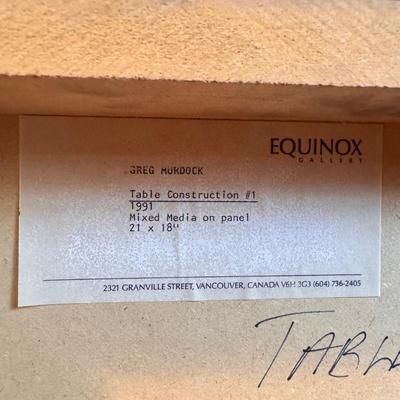 EQUINOX
GALLERY
GREG MURDOCK
Table Construction #1
1991
Mixed Media on panel
21 x 18"
2321 GRANVILLE STREET, VANCOUVER, CANADA V6H 3G3 (604) 736-2405
TABL